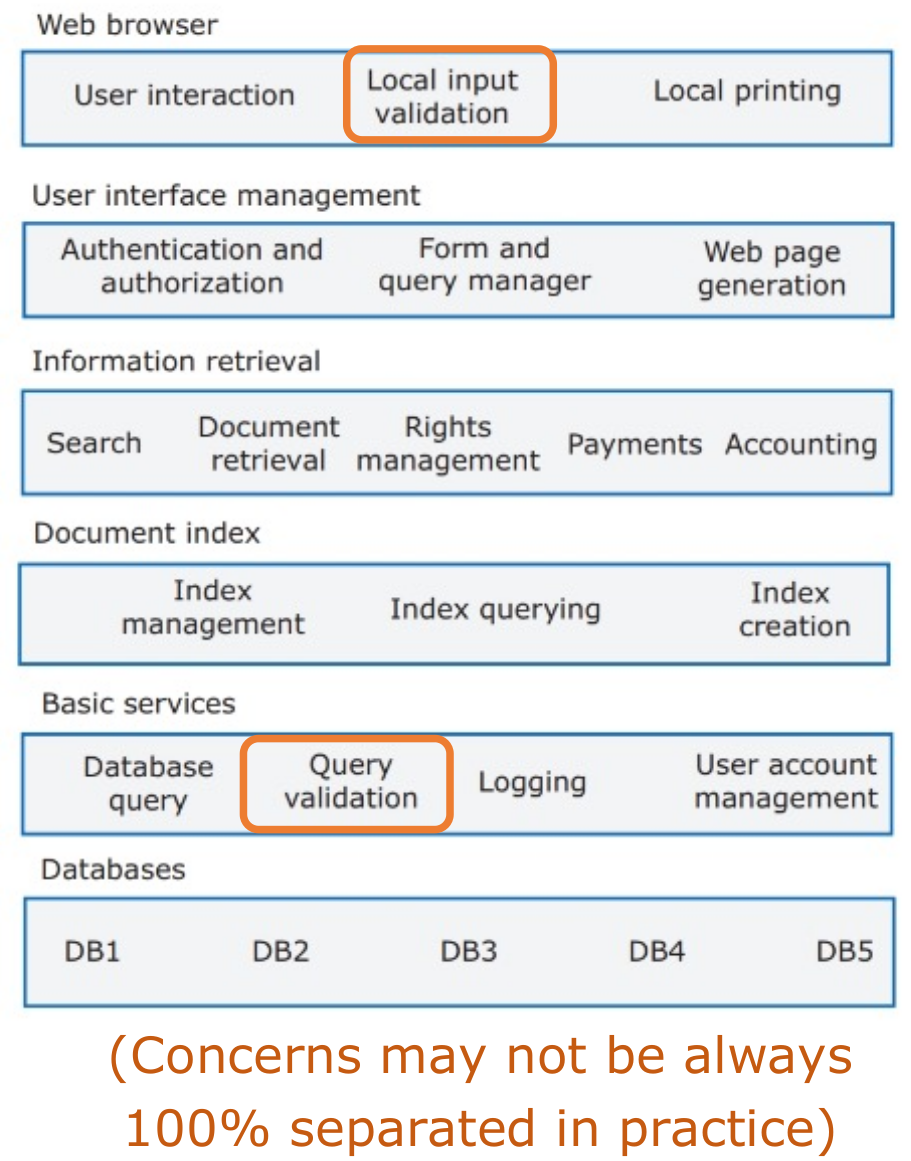 Web browser
User interaction
Local input
validation
Local printing
User interface management
Authentication and
authorization
Form and
query manager
Web page
generation
Information retrieval
Search
Document
retrieval
Rights
management
Payments
Accounting
Document index
Index
management
Index querying
Index
creation
Basic services
Database
query
Query
validation
Logging
User account
management
Databases
DB1
DB2
DB3
DB4
DB5
(Concerns may not be always
100% separated in practice)